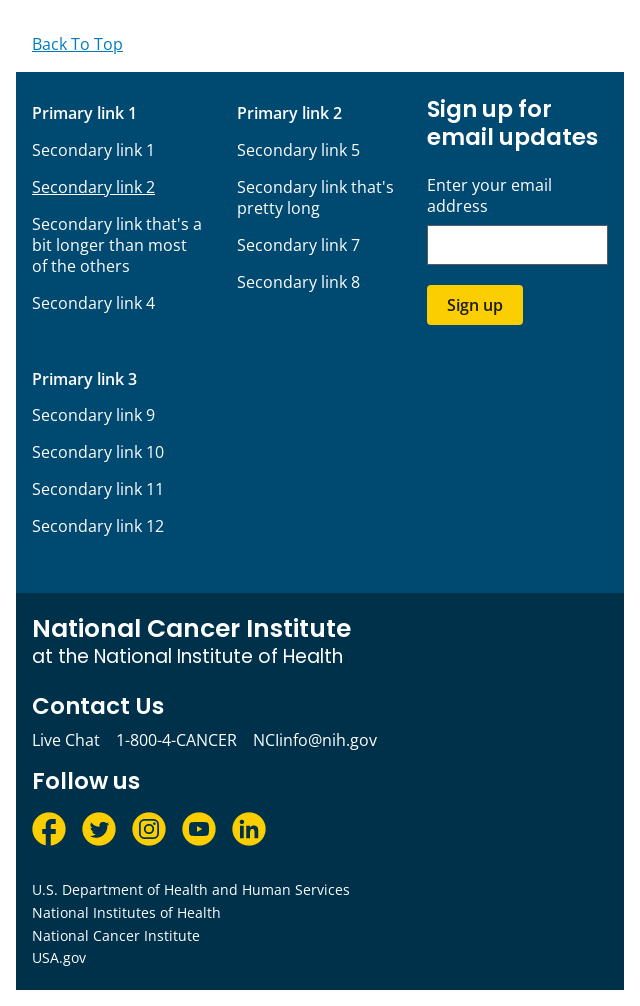 Back To Top
Primary link 1
Secondary link 1
Secondary link 2
Secondary link that's a
bit longer than most
of the others
Secondary link 4
Primary link 2
Secondary link 5
Secondary link that's
pretty long
Secondary link 7
Secondary link 8
Primary link 3
Secondary link 9
Secondary link 10
Secondary link 11
Secondary link 12
Sign up for
email updates
Enter your email
address
Sign up
National Cancer Institute
at the National Institute of Health
Contact Us
Live Chat 1-800-4-CANCER NCIinfo@nih.gov
Follow us
U.S. Department of Health and Human Services
National Institutes of Health
National Cancer Institute
USA.gov